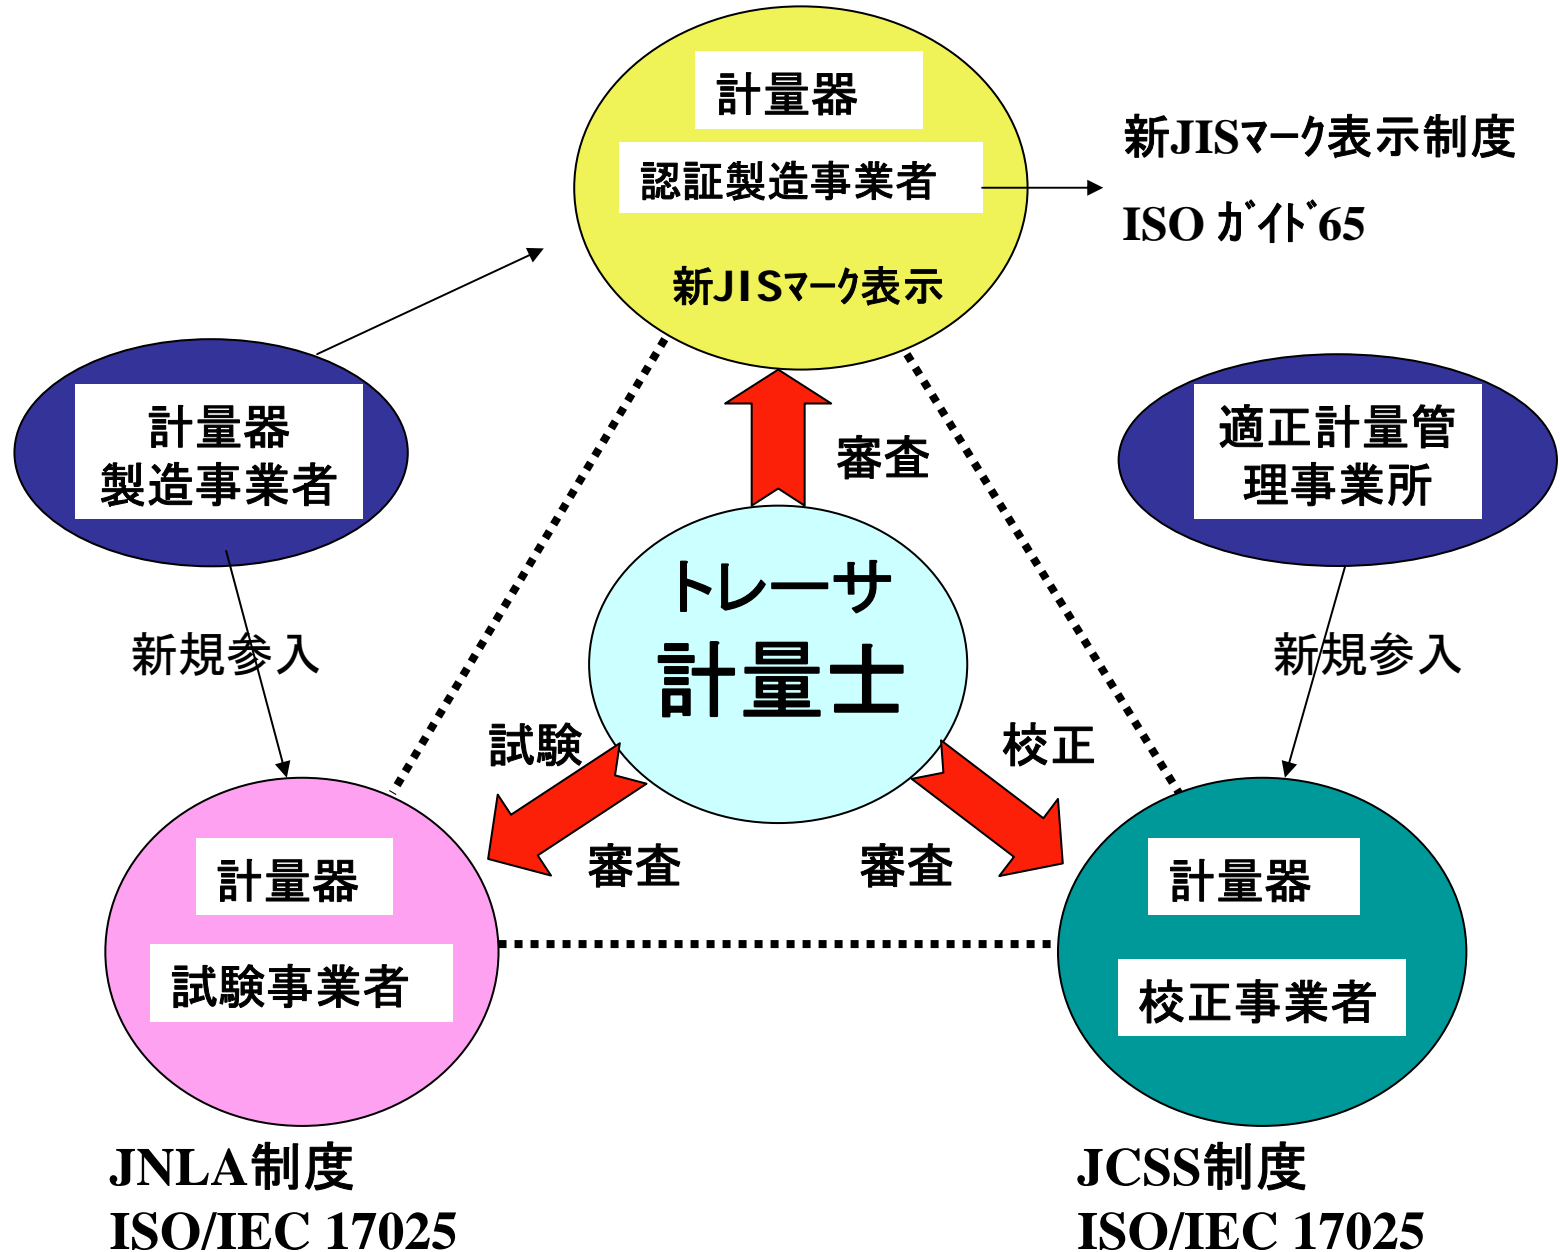 計量器
認証製造事業者
新JISマーク表示
新JISﾏｰｸ表示制度
ISO ｶﾞｲﾄﾞ65
計量器
製造事業者
適正計量管
理事業所
審査
トレーサ
計量士
新規参入
新規参入
試験
校正
審査
審査
計量器
試験事業者
計量器
校正事業者
JNLA制度
ISO/IEC 17025
JCSS制度
ISO/IEC 17025